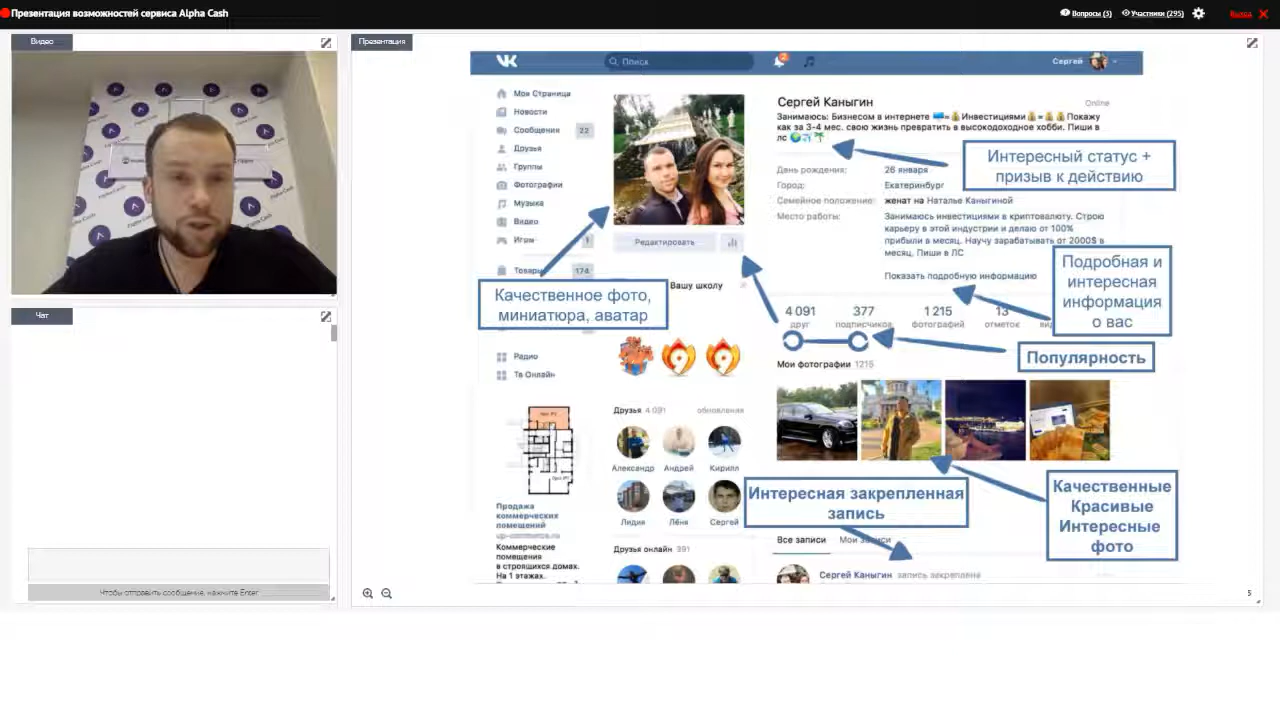 Презентация возможностей сервиса Alpha Cash
Вопросы (3)
Участники (295)
Выход
Видео
Чат
Чтобы отправить сообщение, нажмите Enter
Презентация
Поиск
2
Сергей
Моя Страница
Новости
Сообщения 22
Друзья
Группы
Фотографии
Музыка
Видео
Игры 1
Товары 174
Радио
Тв Онлайн
Продажа
коммерческих
помещений
up-commerce.ru
Коммерческие
помещения
в строящихся домах.
На 1 этажах.
Редактировать
Вашу школу
Качественное фото,
миниатюра, аватар
Друзья 4 091 обновления
Александр Андрей Кирилл
Лидия Лёня Сергей
Друзья онлайн 391
Сергей Каныгин
Online
Занимаюсь: Бизнесом в интернете = Инвестициями = Покажу
как за 3-4 мес. свою жизнь превратить в высокодоходное хобби. Пиши в
лс
Интересный статус +
призыв к действию
День рождения: 26 января
Город: Екатеринбург
Семейное положение: женат на Наталье Каныгиной
Место работы: Занимаюсь инвестициями в криптовалюту. Строю
карьеру в этой индустрии и делаю от 100%
прибыли в месяц. Научу зарабатывать от 2000$ в
месяц. Пиши в ЛС
Показать подробную информацию
Подробная и
интересная
информация
о вас
4 091 377 1 215 13
друг подписчиков фотографий отметок
Популярность
Мои фотографии 1215
Качественные
Красивые
Интересные
фото
Интересная закрепленная
запись
Все записи Мои записи
Сергей Каныгин запись закреплена
5